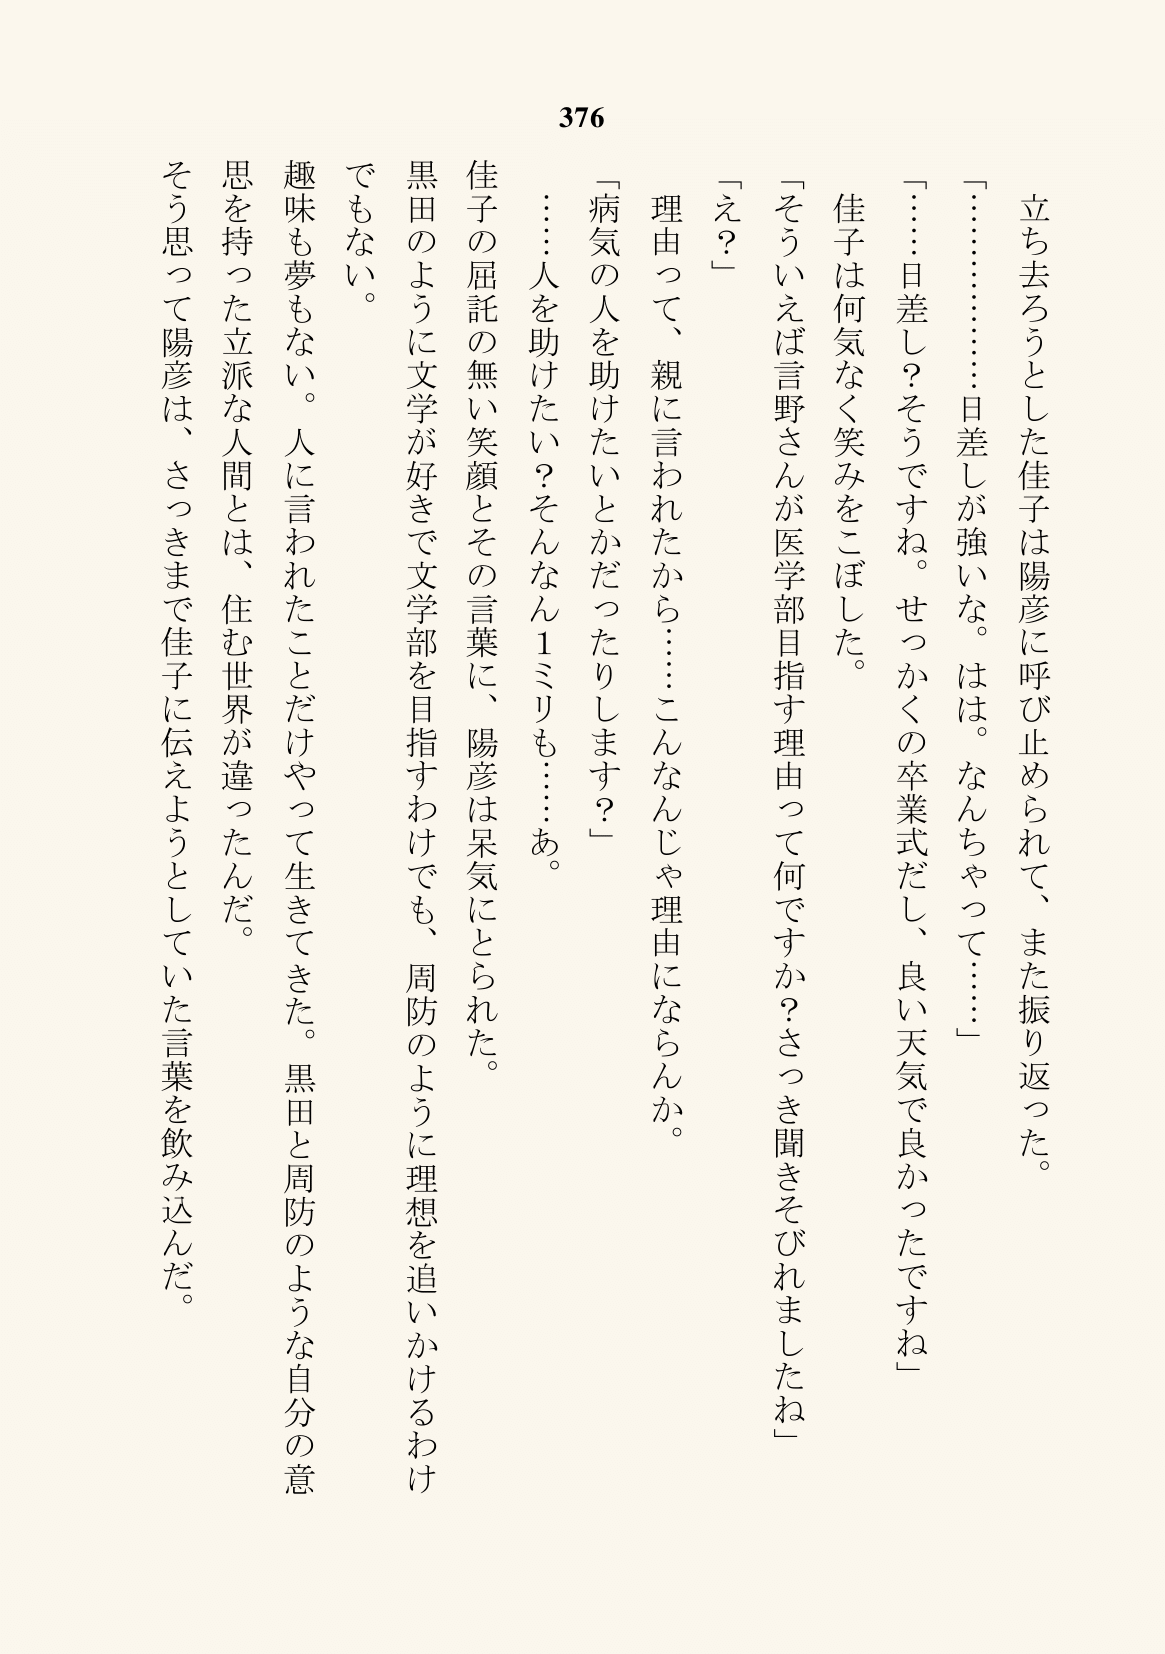 376
立ち去ろうとした佳子は陽彦に呼び止められて、また振り返った。
「………………日差しが強いな。はは。なんちゃって……」
「……日差し？そうですね。せっかくの卒業式だし、良い天気で良かったですね」
佳子は何気なく笑みをこぼした。
「そういえば言野さんが医学部目指す理由って何ですか？さっき聞きそびれましたね」
「え？」
理由って、親に言われたから……こんなんじゃ理由にならんか。
「病気の人を助けたいとかだったりします？」
……人を助けたい？そんなん１ミリも……あ。
佳子の屈託の無い笑顔とその言葉に、陽彦は呆気にとられた。
黒田のように文学が好きで文学部を目指すわけでも、周防のように理想を追いかけるわけ
でもない。
趣味も夢もない。人に言われたことだけやって生きてきた。黒田と周防のような自分の意
思を持った立派な人間とは、住む世界が違ったんだ。
そう思って陽彦は、さっきまで佳子に伝えようとしていた言葉を飲み込んだ。